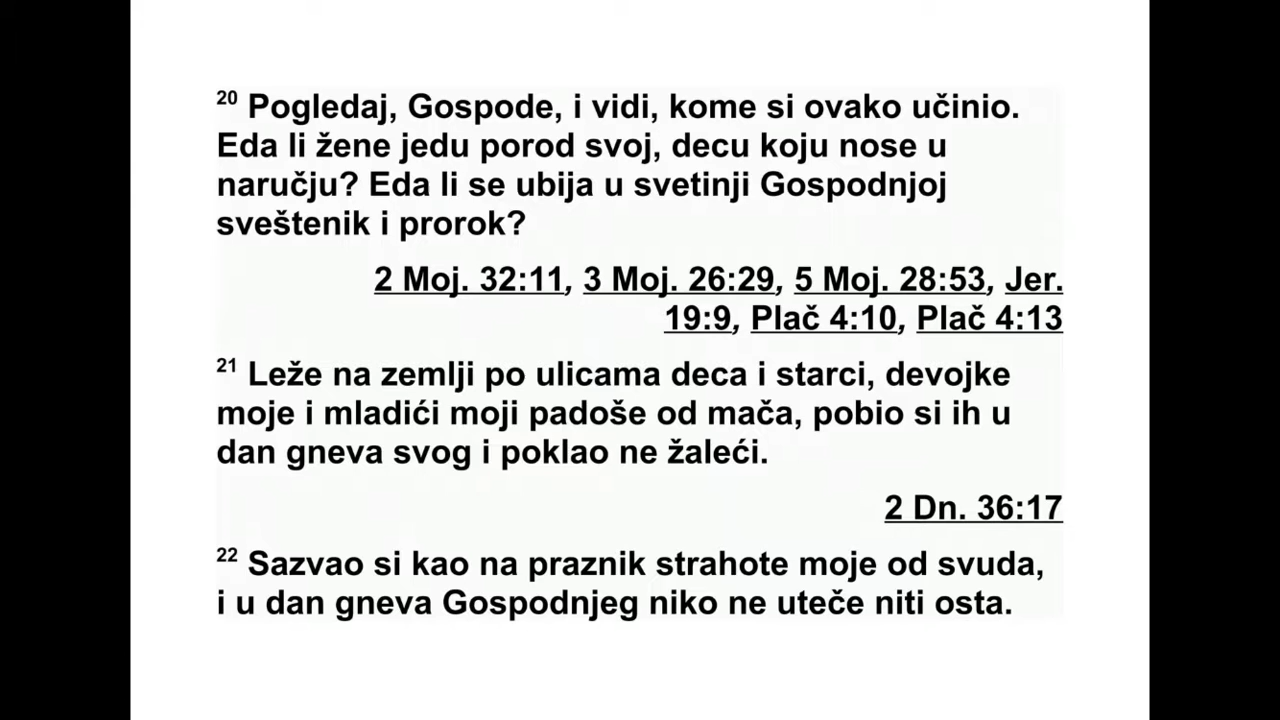 20 Pogledaj, Gospode, i vidi, kome si ovako učinio.
Eda li žene jedu porod svoj, decu koju nose u
naručju? Eda li se ubija u svetinji Gospodnjoj
sveštenik i prorok?
2 Moj. 32:11, 3 Moj. 26:29, 5 Moj. 28:53, Jer.
19:9, Plač 4:10, Plač 4:13
21 Leže na zemlji po ulicama deca i starci, devojke
moje i mladići moji padoše od mača, pobio si ih u
dan gneva svog i poklao ne žaleći.
2 Dn. 36:17
22 Sazvao si kao na praznik strahote moje od svuda,
i u dan gneva Gospodnjeg niko ne uteče niti osta.